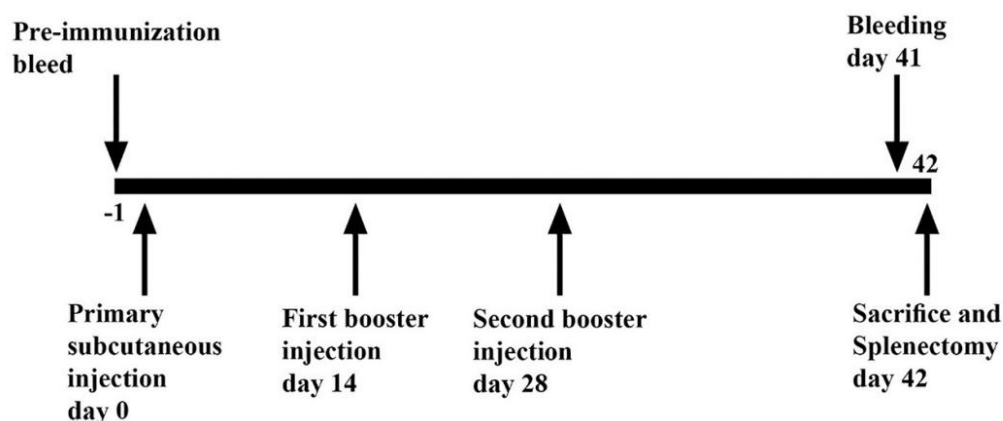 Pre-immunization
bleed
Bleeding
day 41
-1
42
Primary
subcutaneous
injection
day 0
First booster
injection
day 14
Second booster
injection
day 28
Sacrifice and
Splenectomy
day 42